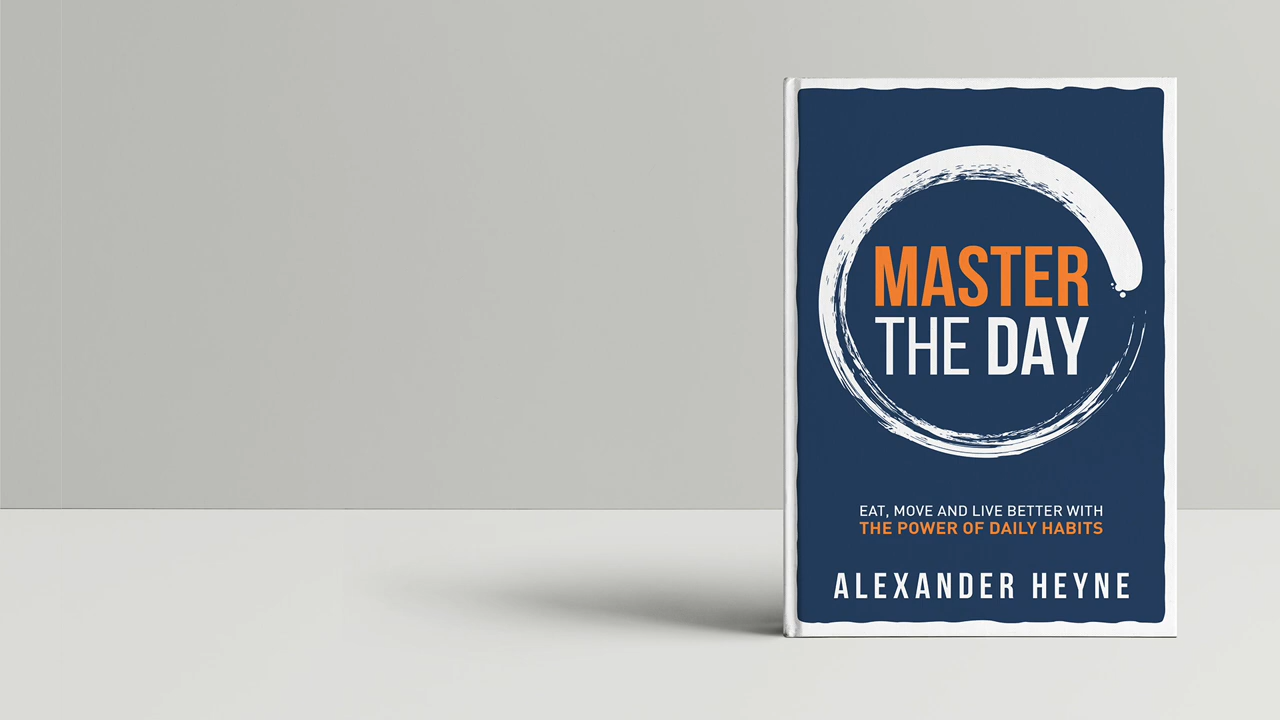 MASTER
THE DAY
EAT, MOVE AND LIVE BETTER WITH
THE POWER OF DAILY HABITS
ALEXANDER HEYNE